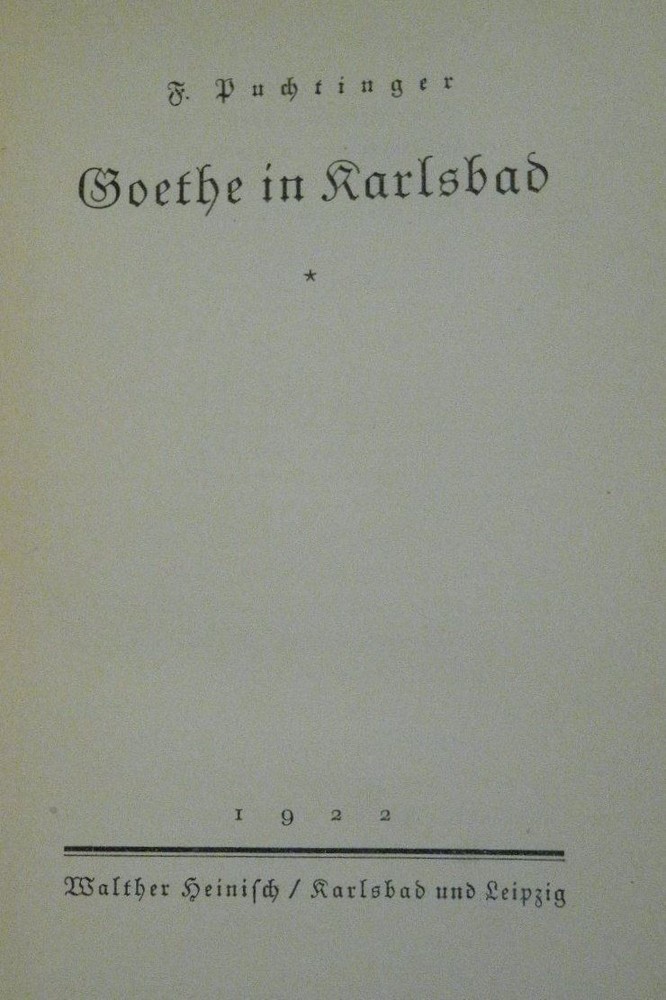 F. Puchtinger
Goethe in Karlsbad
*
1922
Walther Heinisch / Karlsbad und Leipzig